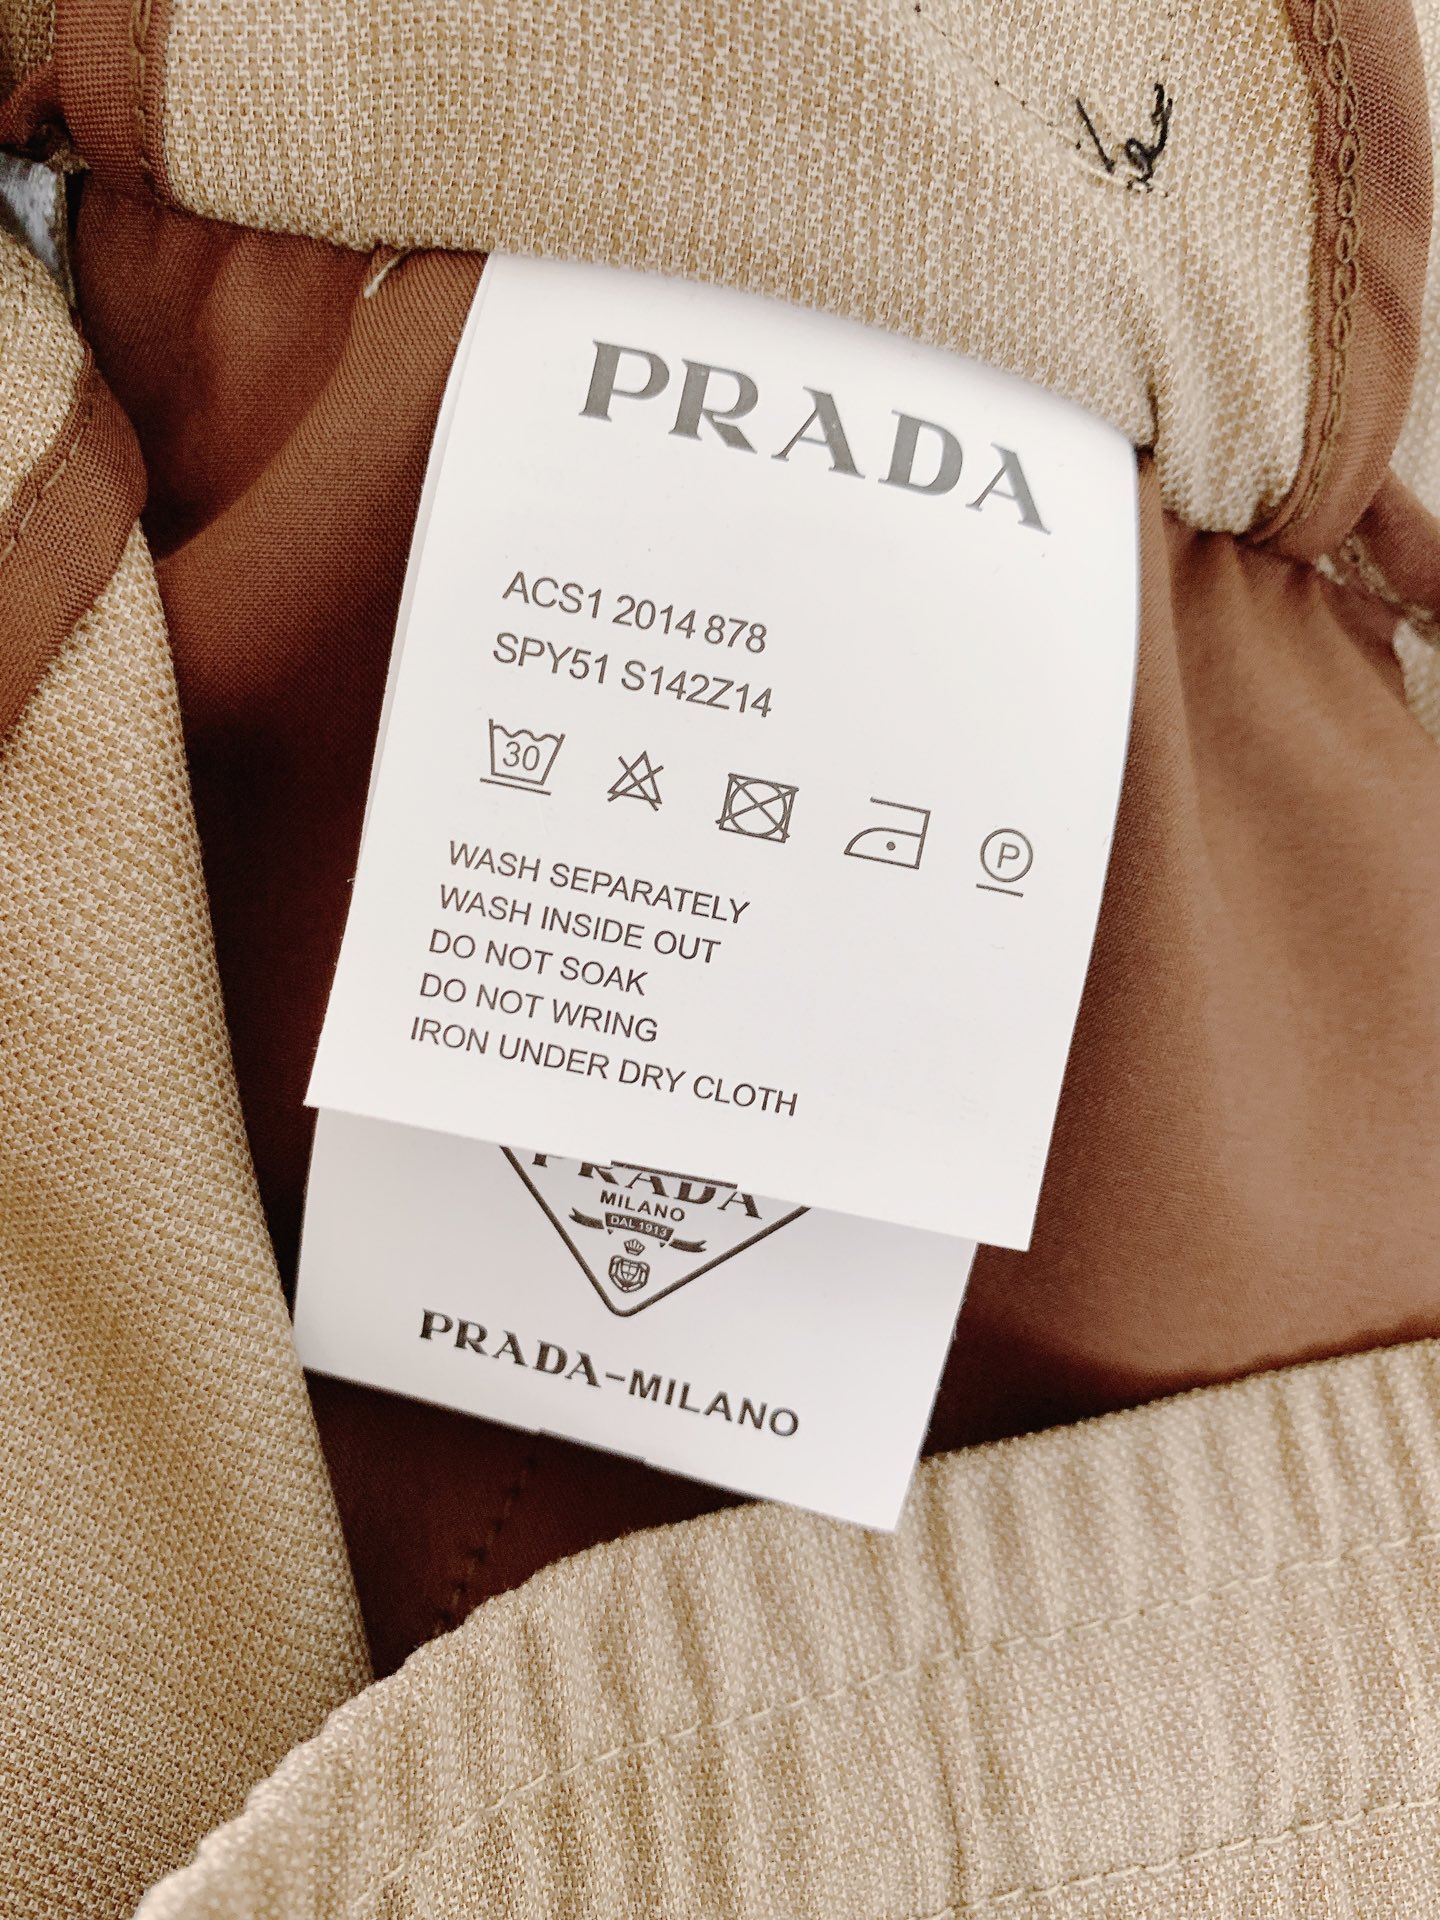 PRADA
ACS1 2014 878
SPY51 S142Z14
30
P
WASH SEPARATELY
WASH INSIDE OUT
DO NOT SOAK
DO NOT WRING
IRON UNDER DRY CLOTH
PRADA
MILANO
DAL 1913
PRADA-MILANO